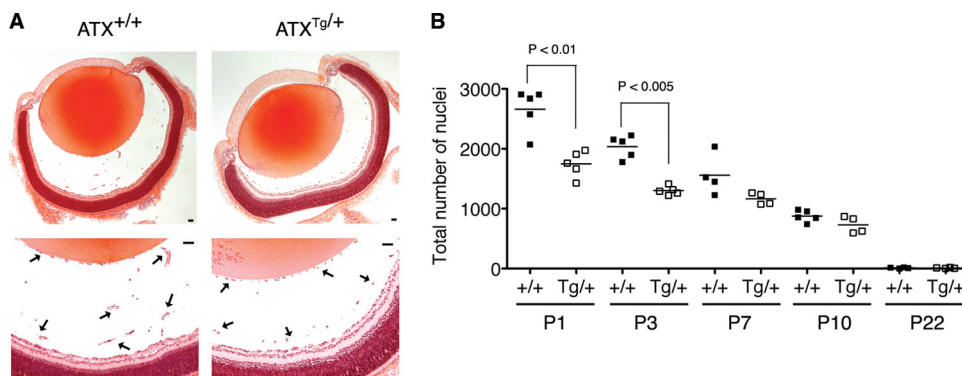 A
ATX+/+
ATXTg/+
B
P < 0.01
P < 0.005
Total number of nuclei
3000
2000
1000
0
+/+ Tg/+ +/+ Tg/+ +/+ Tg/+ +/+ Tg/+ +/+ Tg/+
P1 P3 P7 P10 P22